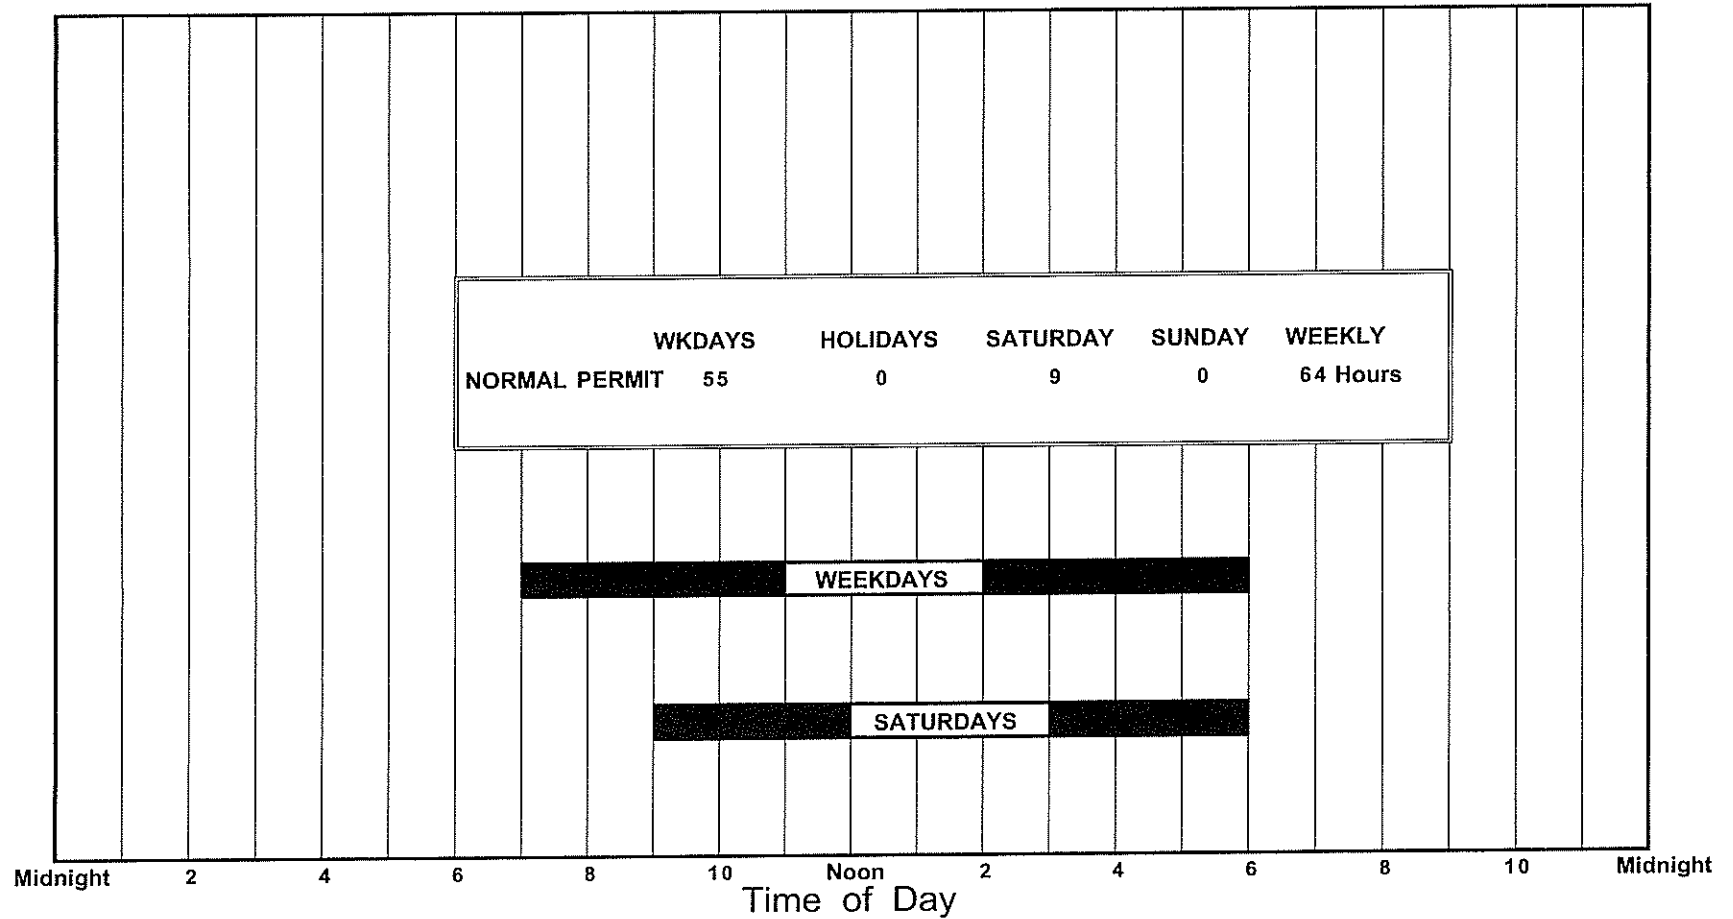 WKDAYS HOLIDAYS SATURDAY SUNDAY WEEKLY
NORMAL PERMIT 55 0 9 0 64 Hours
WEEKDAYS
SATURDAYS
Midnight 2 4 6 8 10 Noon 2 4 6 8 10 Midnight
Time of Day